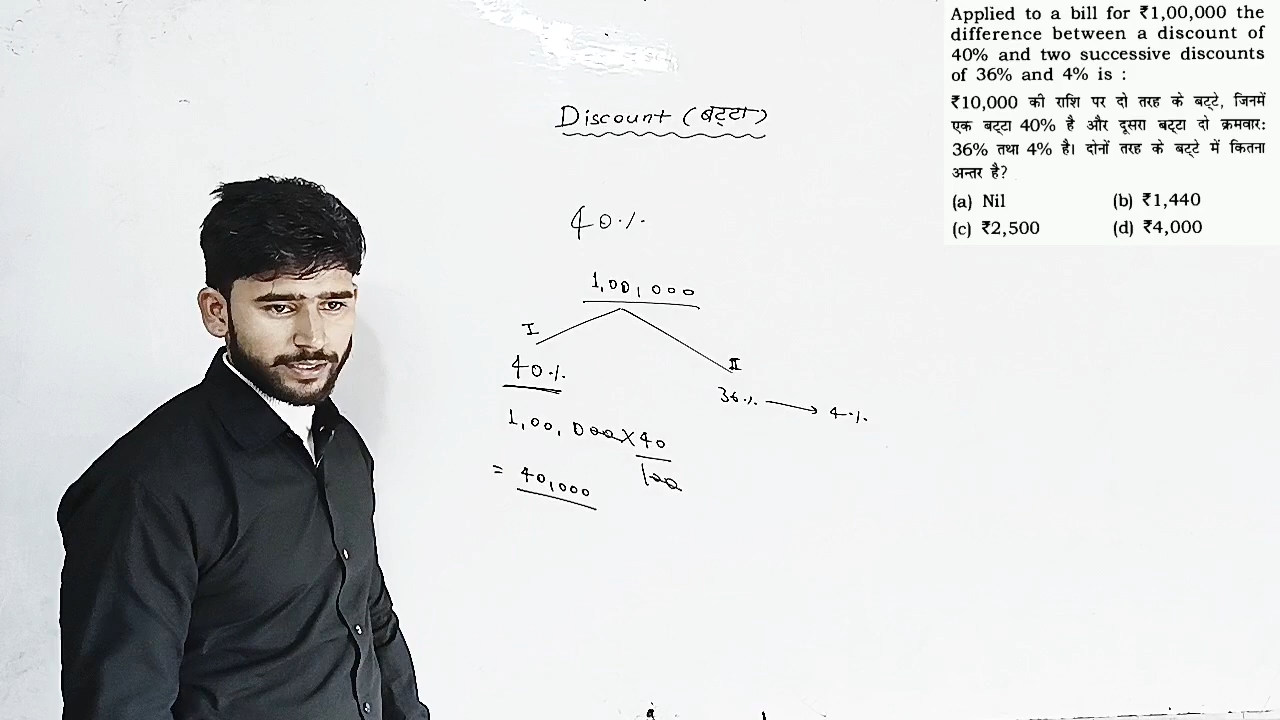 Applied to a bill for ₹1,00,000 the
difference between a discount of
40% and two successive discounts
of 36% and 4% is :
₹10,000 की राशि पर दो तरह के बट्टे, जिनमें
एक बट्टा 40% है और दूसरा बट्टा दो क्रमवार:
36% तथा 4% है। दोनों तरह के बट्टे में कितना
अन्तर है?
(a) Nil (b) ₹1,440
(c) ₹2,500 (d) ₹4,000
Discount (बट्टा)
40%
1,00,000
I II
40% 36% → 4%
1,00,000 × 40
100
= 40,000